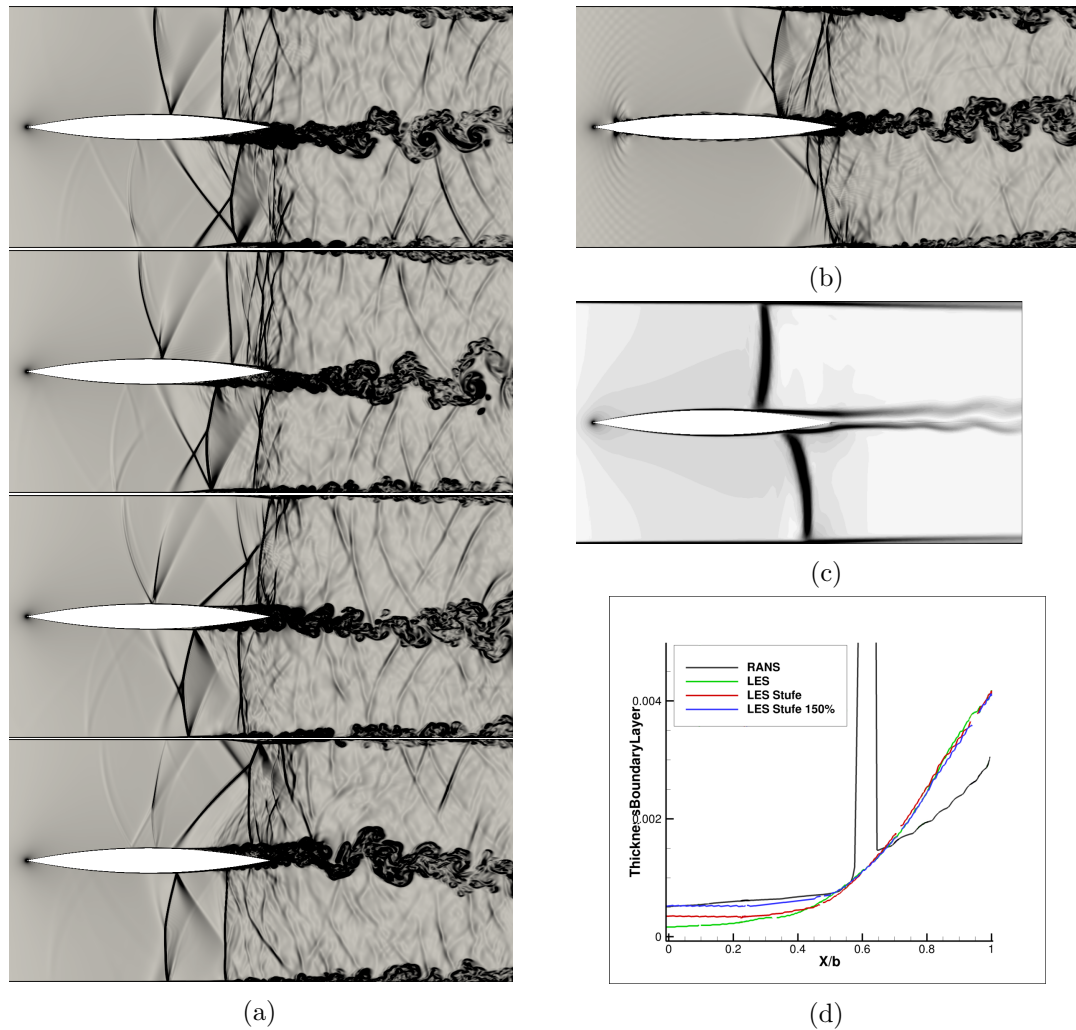 (a)
(b)
(c)
RANS
LES
LES Stufe
LES Stufe 150%
ThicknessBoundaryLayer
0.004
0.002
0
0 0.2 0.4 0.6 0.8 1
X/b
(d)